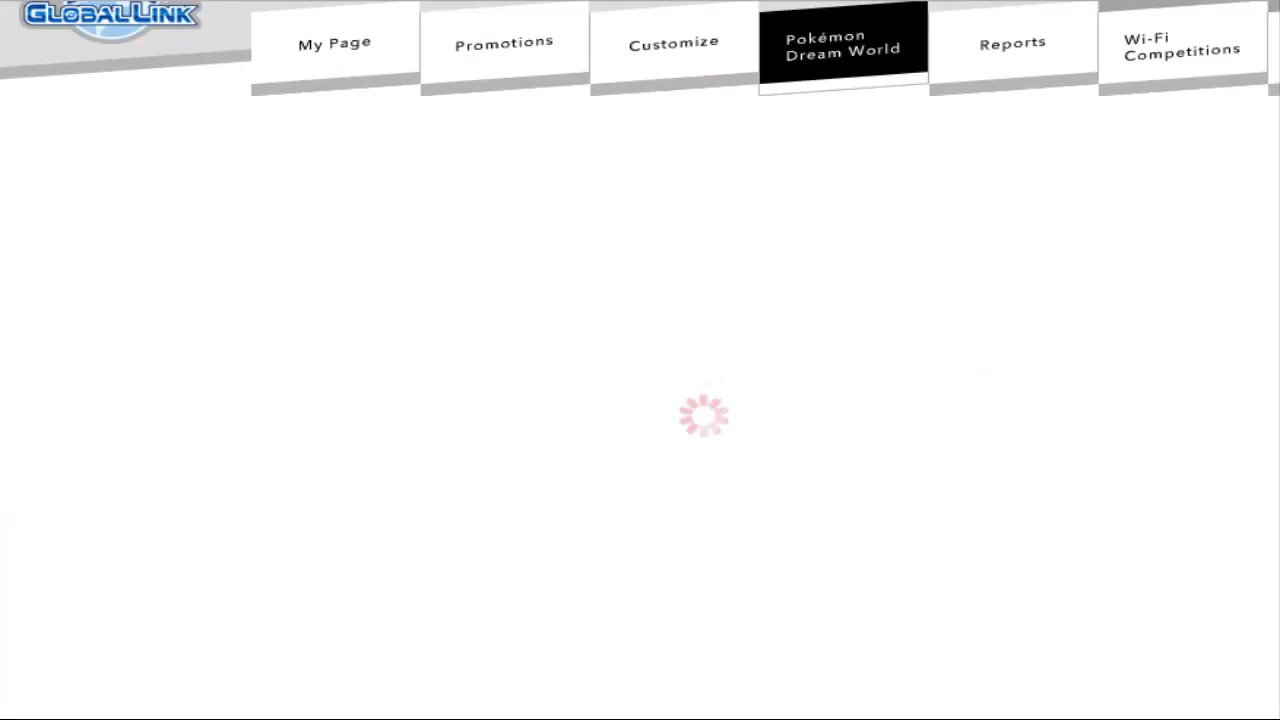 GLOBAL LINK
My Page
Promotions
Customize
Pokémon
Dream World
Reports
Wi-Fi
Competitions